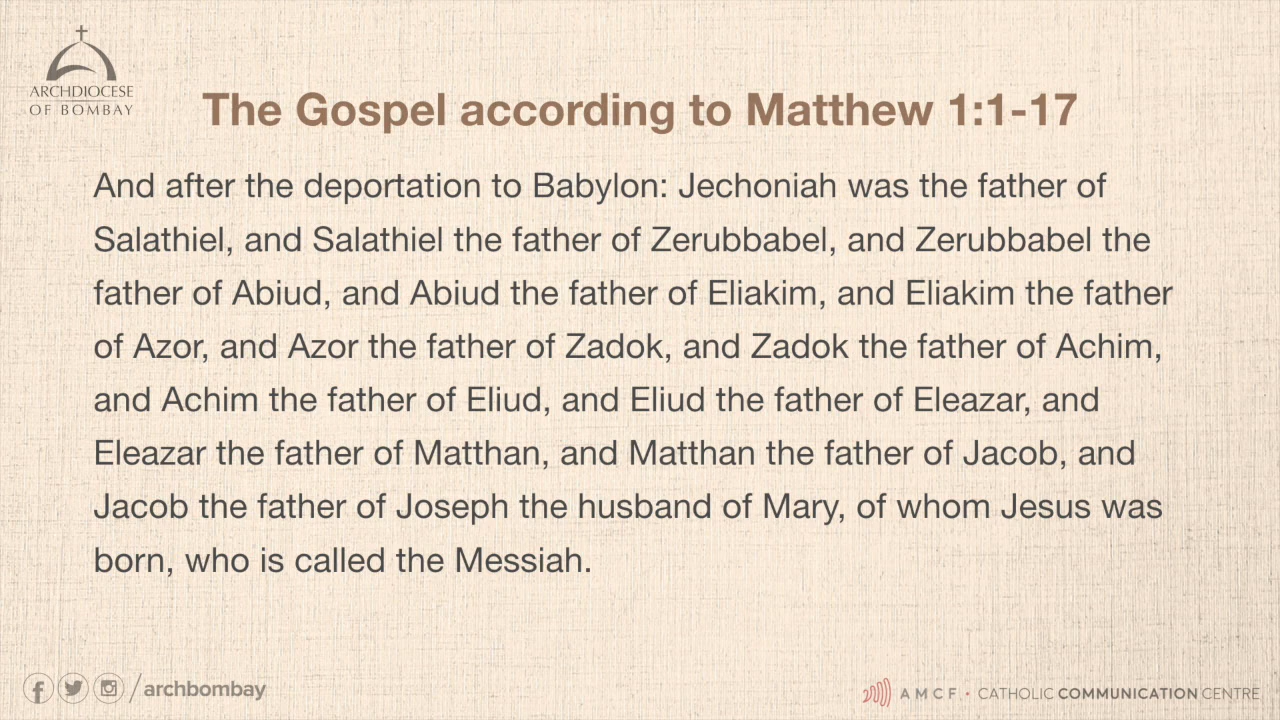 ARCHDIOCESE
OF BOMBAY
The Gospel according to Matthew 1:1-17
And after the deportation to Babylon: Jechoniah was the father of
Salathiel, and Salathiel the father of Zerubbabel, and Zerubbabel the
father of Abiud, and Abiud the father of Eliakim, and Eliakim the father
of Azor, and Azor the father of Zadok, and Zadok the father of Achim,
and Achim the father of Eliud, and Eliud the father of Eleazar, and
Eleazar the father of Matthan, and Matthan the father of Jacob, and
Jacob the father of Joseph the husband of Mary, of whom Jesus was
born, who is called the Messiah.
/archbombay
AMCF · CATHOLIC COMMUNICATION CENTRE